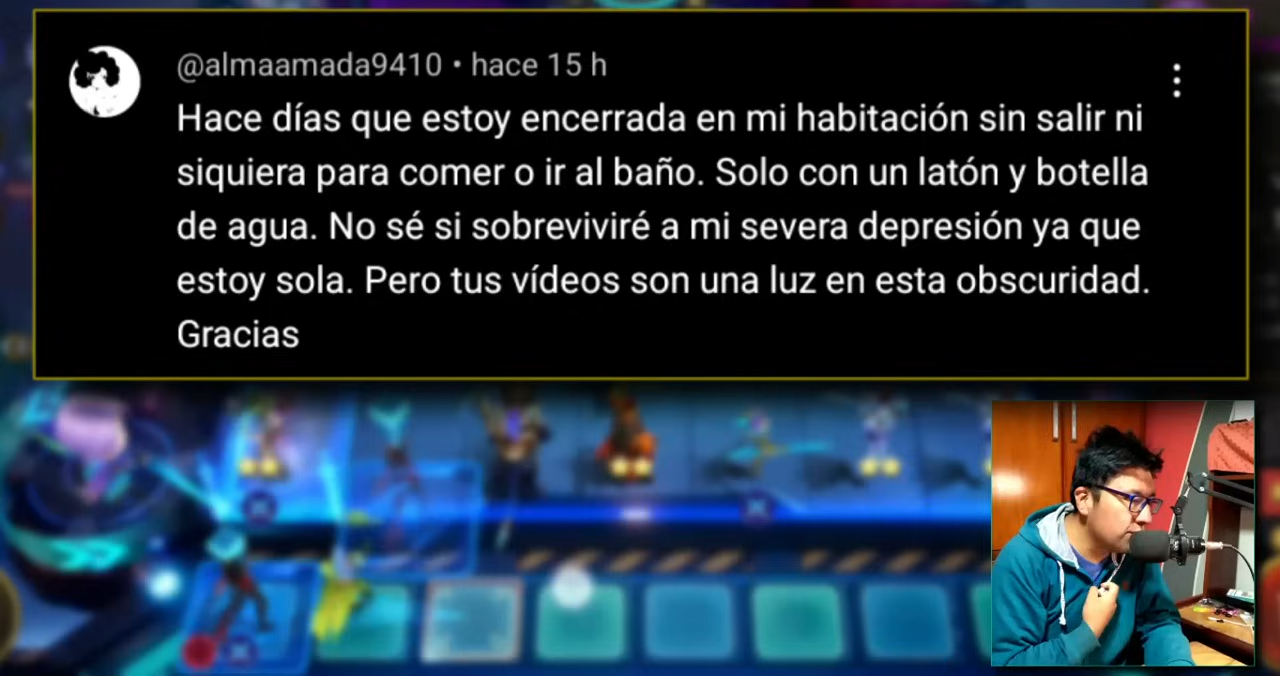 @almaamada9410 • hace 15 h
Hace días que estoy encerrada en mi habitación sin salir ni
siquiera para comer o ir al baño. Solo con un latón y botella
de agua. No sé si sobreviviré a mi severa depresión ya que
estoy sola. Pero tus vídeos son una luz en esta obscuridad.
Gracias